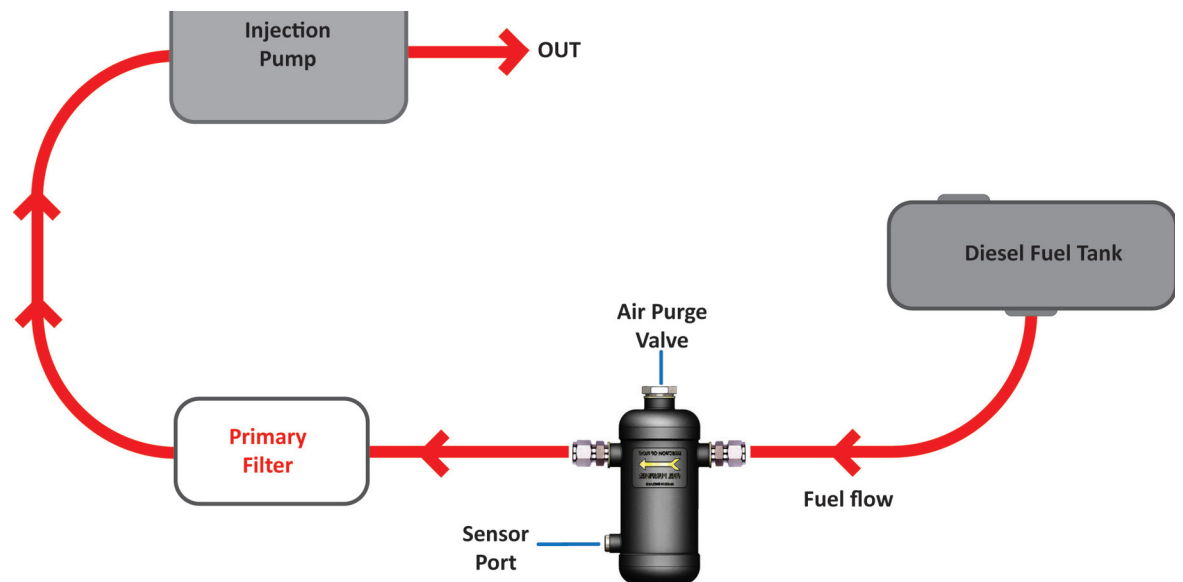 Injection
Pump
OUT
Diesel Fuel Tank
Air Purge
Valve
Primary
Filter
Fuel flow
Sensor
Port